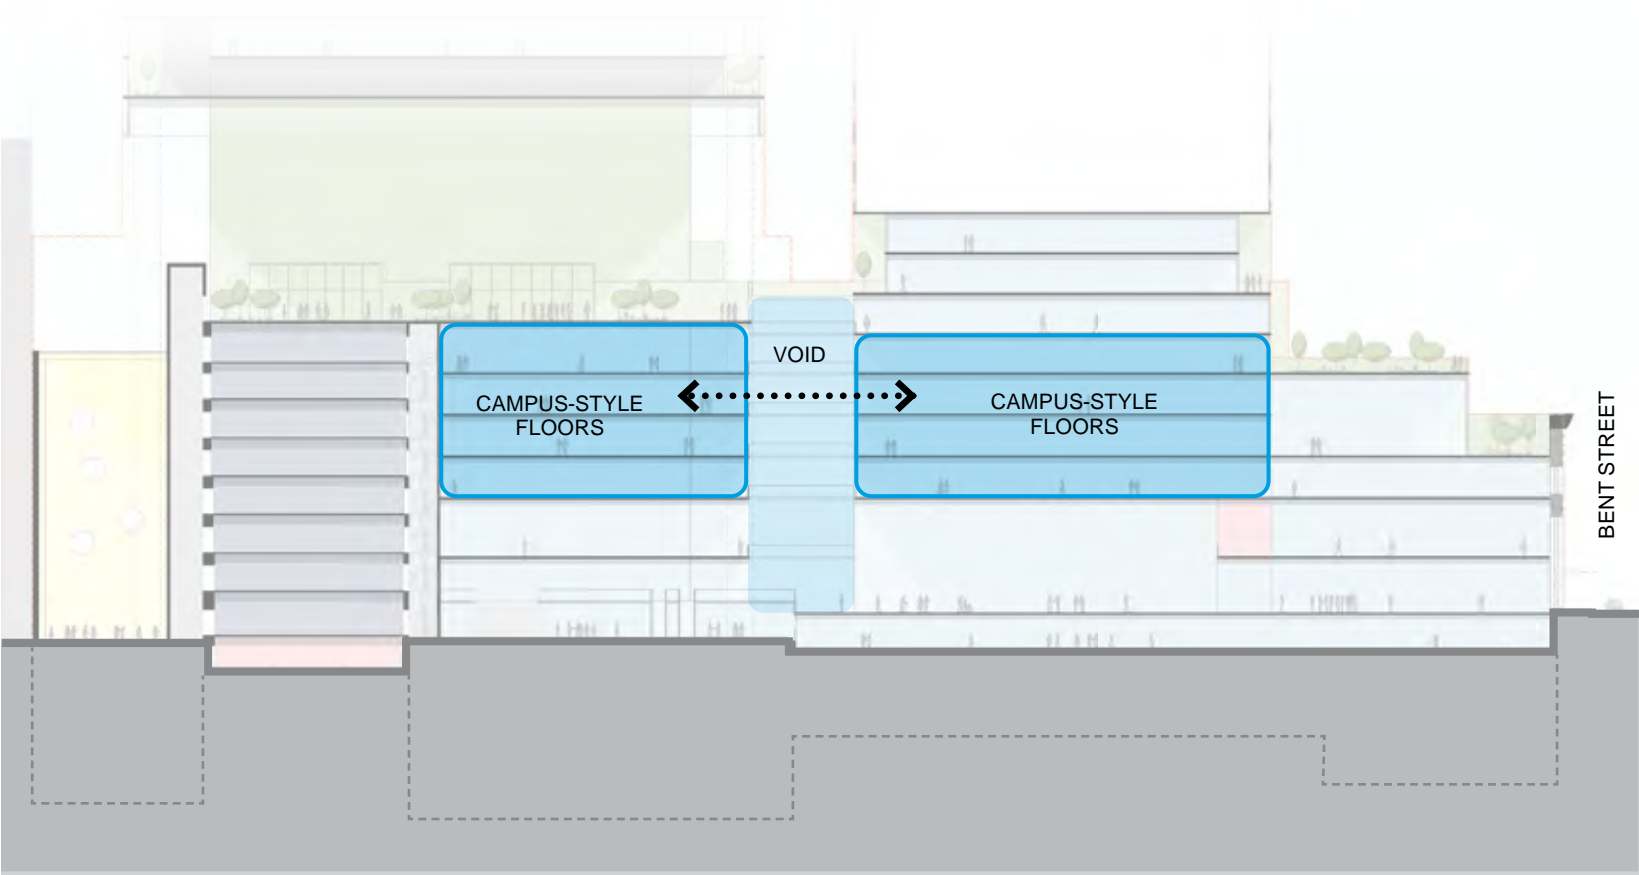 VOID
CAMPUS-STYLE
FLOORS
CAMPUS-STYLE
FLOORS
BENT STREET